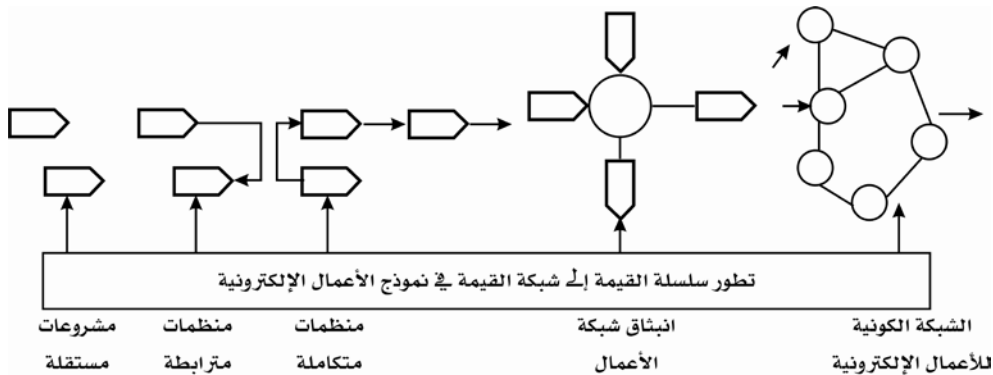 تطور سلسلة القيمة إلى شبكة القيمة في نموذج الأعمال الإلكترونية
مشروعات
مستقلة
منظمات
مترابطة
منظمات
متكاملة
انبثاق شبكة
الأعمال
الشبكة الكونية
للأعمال الإلكترونية